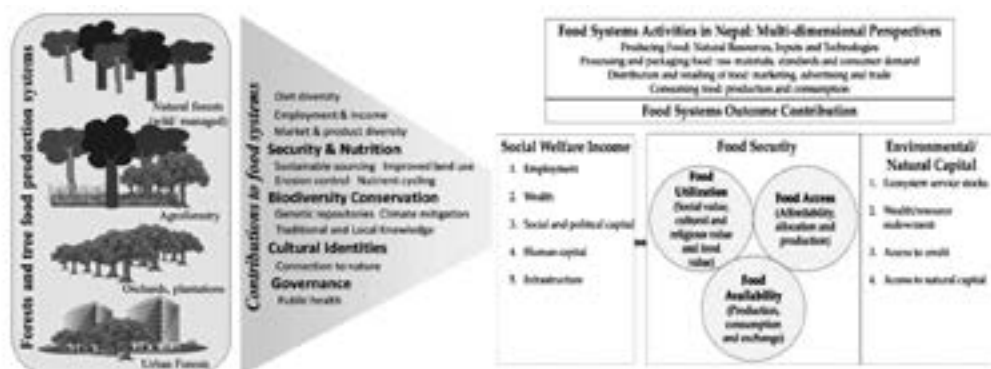 Forests and tree food production systems
Natural forests
(wild/ managed)
Agroforestry
Orchards, plantations
Urban Forests
Contributions to food systems
Diet diversity
Employment & income
Market & product diversity
Security & Nutrition
Sustainable sourcing Improved land use
Erosion control Nutrient cycling
Biodiversity Conservation
Genetic repositories Climate mitigation
Traditional and Local Knowledge
Cultural Identities
Connection to nature
Governance
Public health
Food Systems Activities in Nepal: Multi-dimensional Perspectives
Producing Food: Natural Resources, Inputs and Technologies
Processing and packaging food: raw materials, standards and consumer demand
Distribution and retailing of food: marketing, advertising and trade
Consuming food: production and consumption
Food Systems Outcome Contribution
Social Welfare Income
1. Employment
2. Wealth
3. Social and political capital
4. Human capital
5. Infrastructure
Food Security
Food
Utilization
(Social value,
cultural and
religious value
and food
value)
Food Access
(Affordability,
allocation and
production)
Food
Availability
(Production,
consumption
and exchange)
Environmental/
Natural Capital
1. Ecosystem service stocks
2. Wealth/resource
endowment
3. Access to credit
4. Access to natural capital